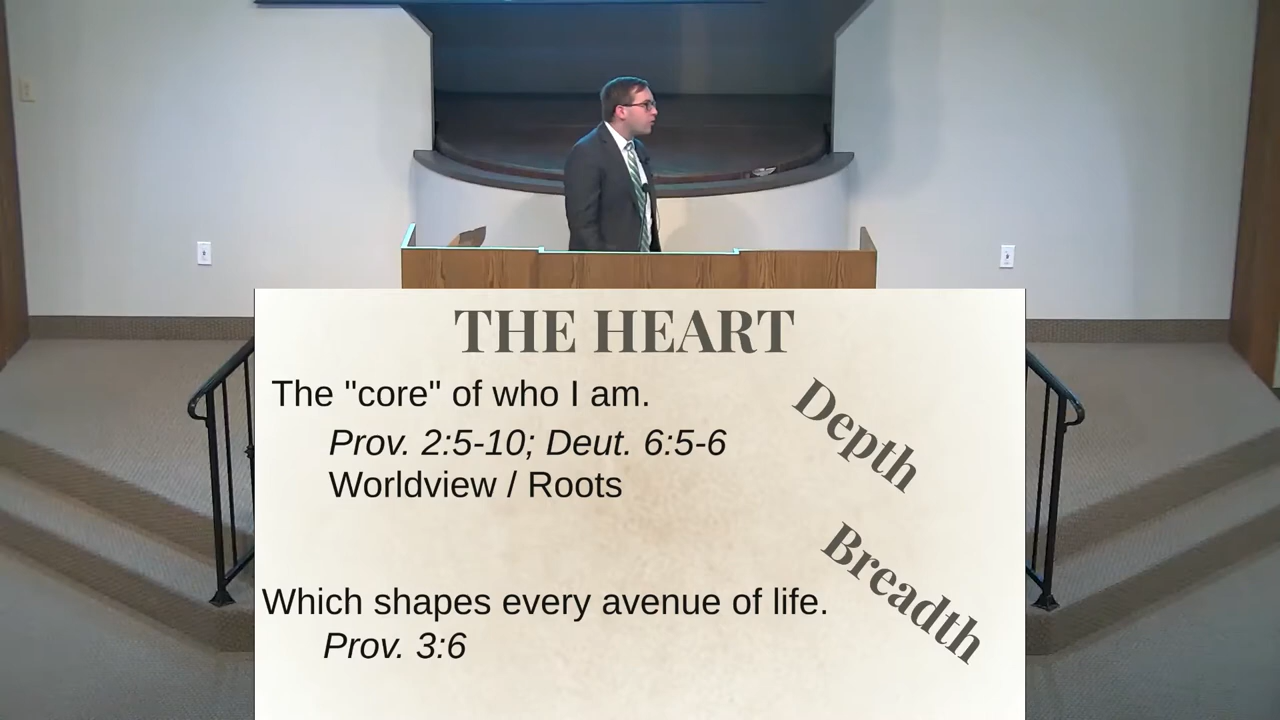 THE HEART
The "core" of who I am.
Prov. 2:5-10; Deut. 6:5-6
Worldview / Roots
Depth
Breadth
Which shapes every avenue of life.
Prov. 3:6